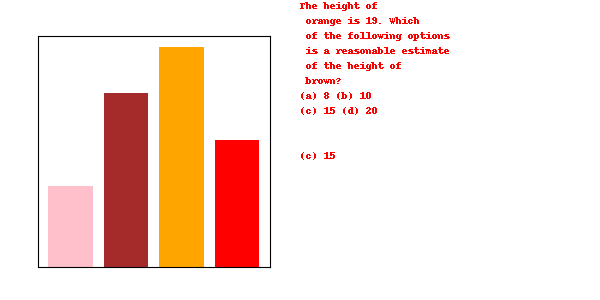 The height of
orange is 19. Which
of the following options
is a reasonable estimate
of the height of
brown?
(a) 8 (b) 10
(c) 15 (d) 20
(c) 15